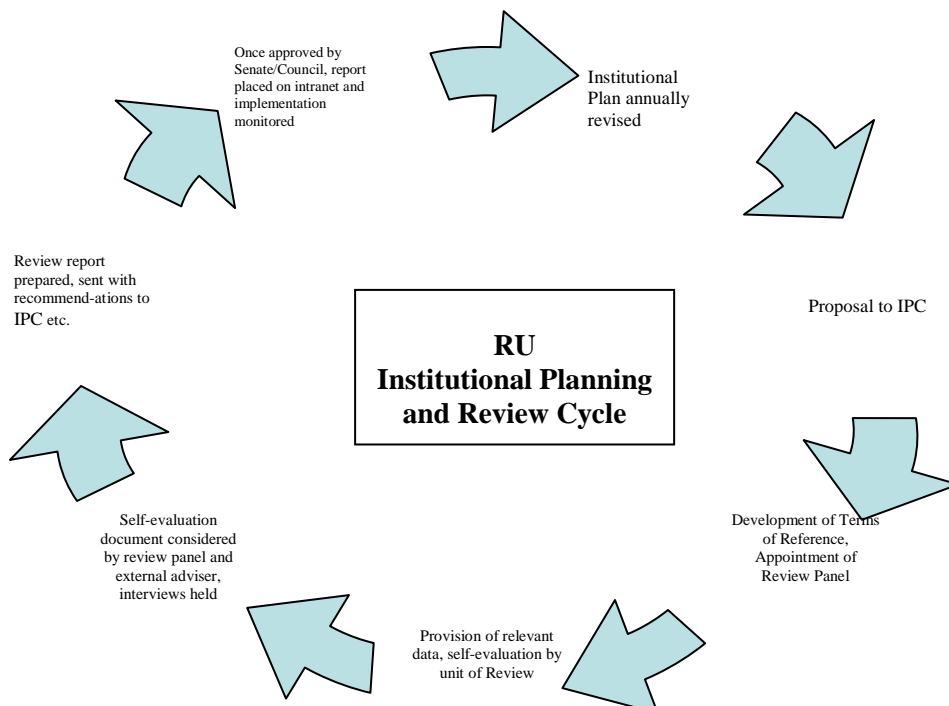 Once approved by
Senate/Council, report
placed on intranet and
implementation
monitored
Institutional
Plan annually
revised
Proposal to IPC
Development of Terms
of Reference,
Appointment of
Review Panel
Provision of relevant
data, self-evaluation by
unit of Review
Self-evaluation
document considered
by review panel and
external adviser,
interviews held
Review report
prepared, sent with
recommend-ations to
IPC etc.
RU
Institutional Planning
and Review Cycle